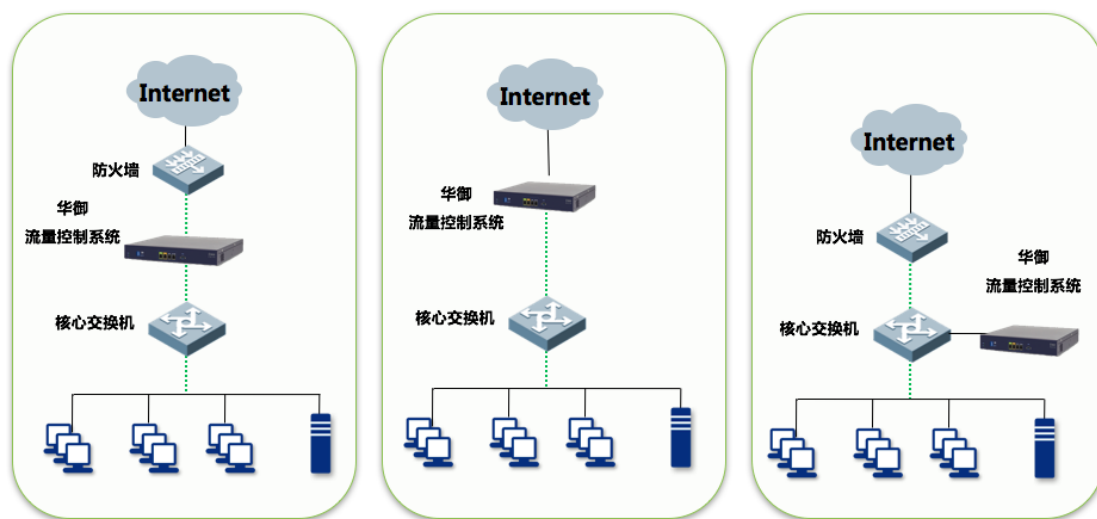 Internet
防火墙
华御
流量控制系统
核心交换机
Internet
华御
流量控制系统
核心交换机
Internet
防火墙
华御
流量控制系统
核心交换机